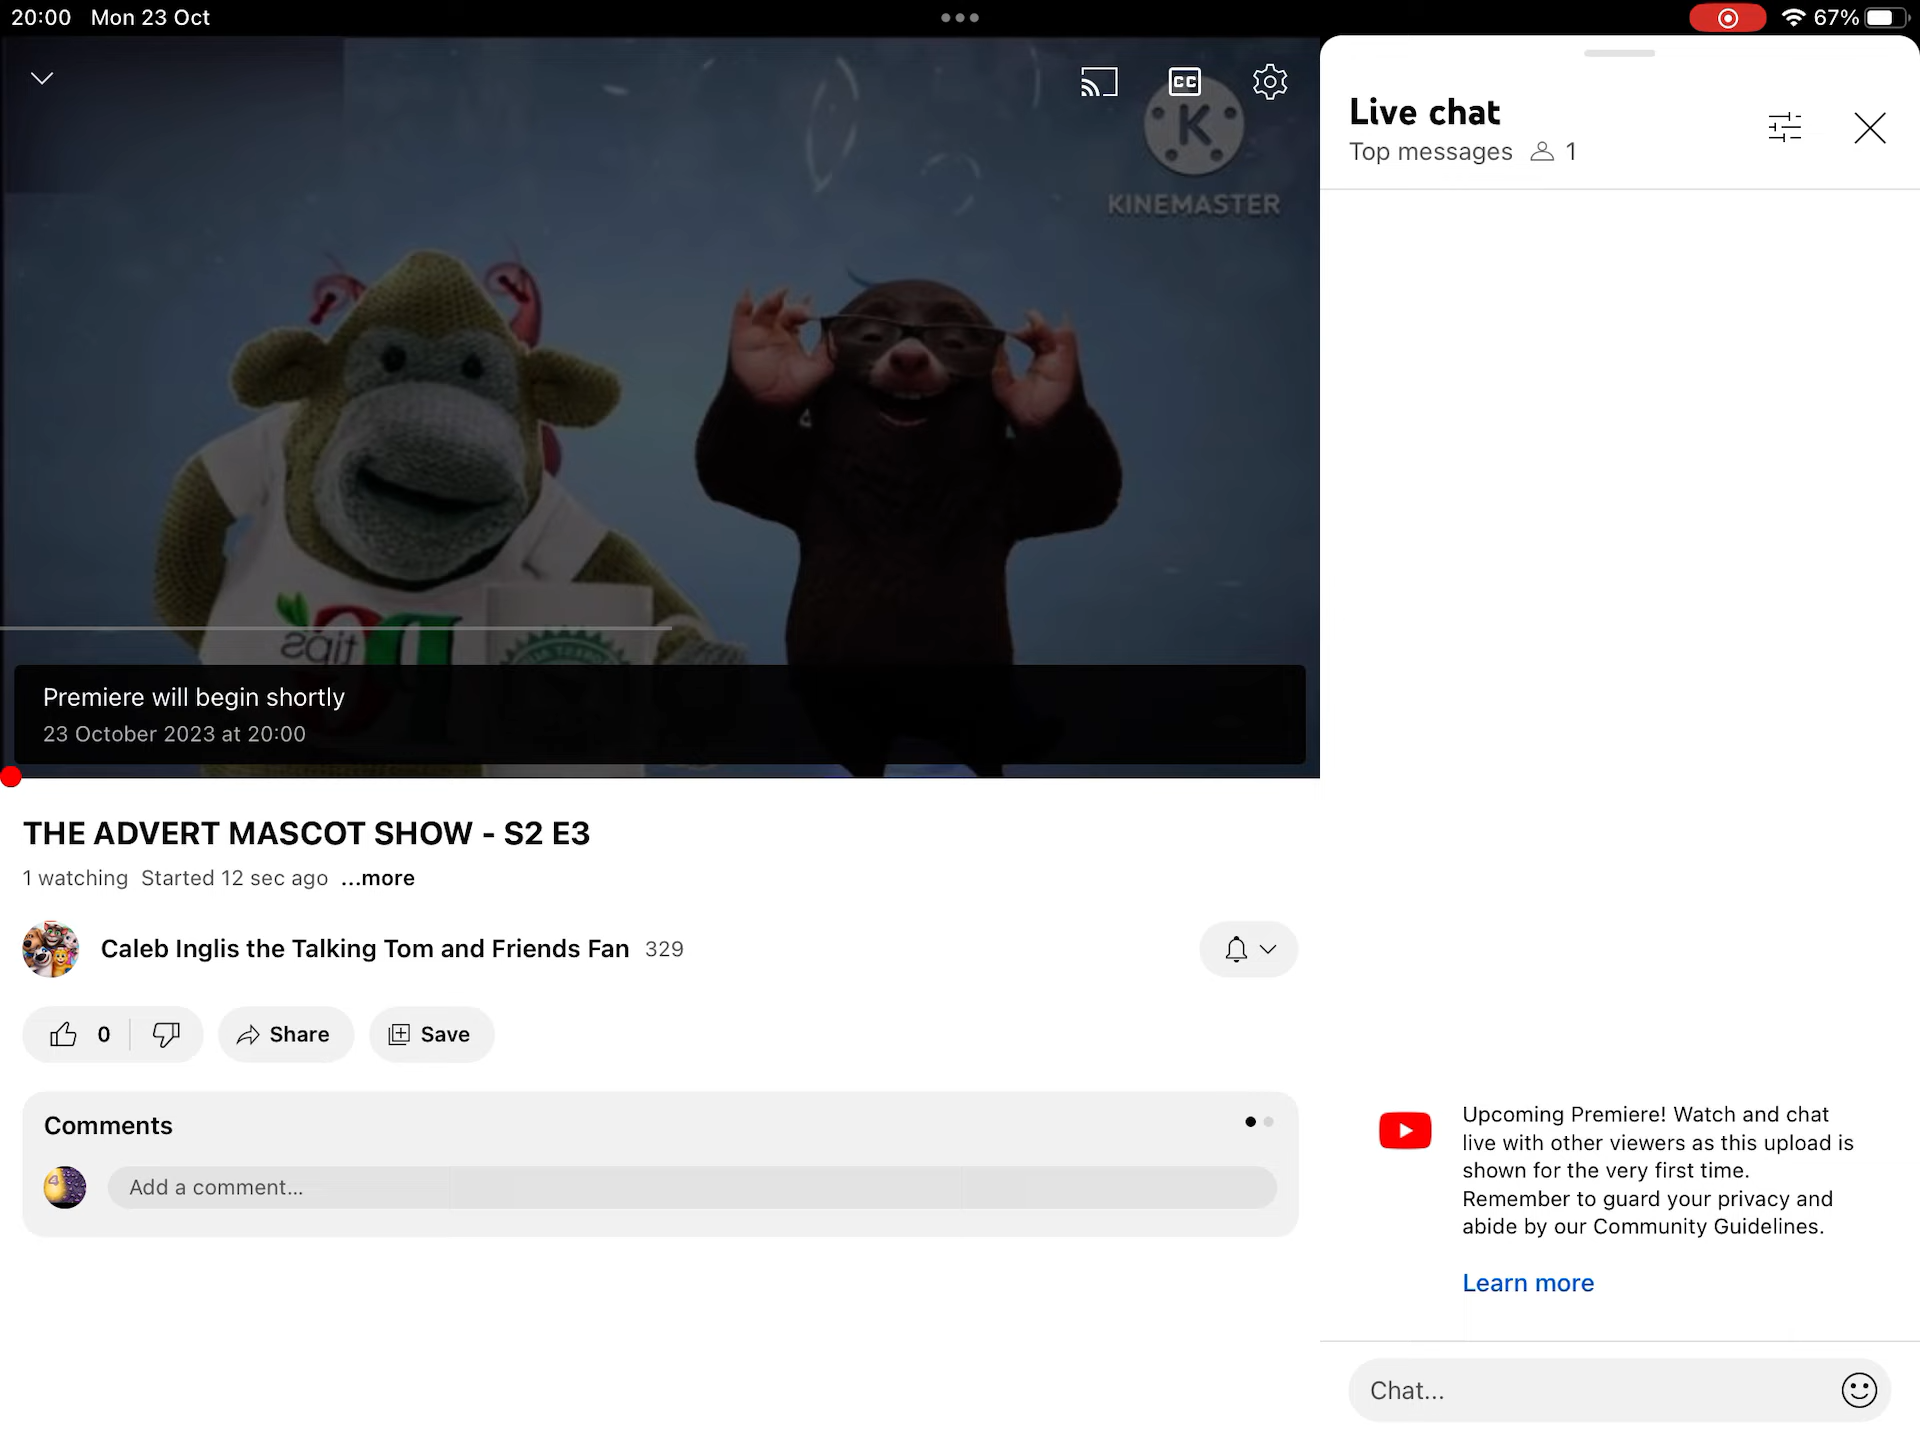 20:00 Mon 23 Oct
67%
CC
K
KINEMASTER
Live chat
Top messages 1
tips
Premiere will begin shortly
23 October 2023 at 20:00
THE ADVERT MASCOT SHOW - S2 E3
1 watching Started 12 sec ago ...more
Caleb Inglis the Talking Tom and Friends Fan 329
0 Share Save
Comments
Add a comment...
Upcoming Premiere! Watch and chat
live with other viewers as this upload is
shown for the very first time.
Remember to guard your privacy and
abide by our Community Guidelines.
Learn more
Chat...